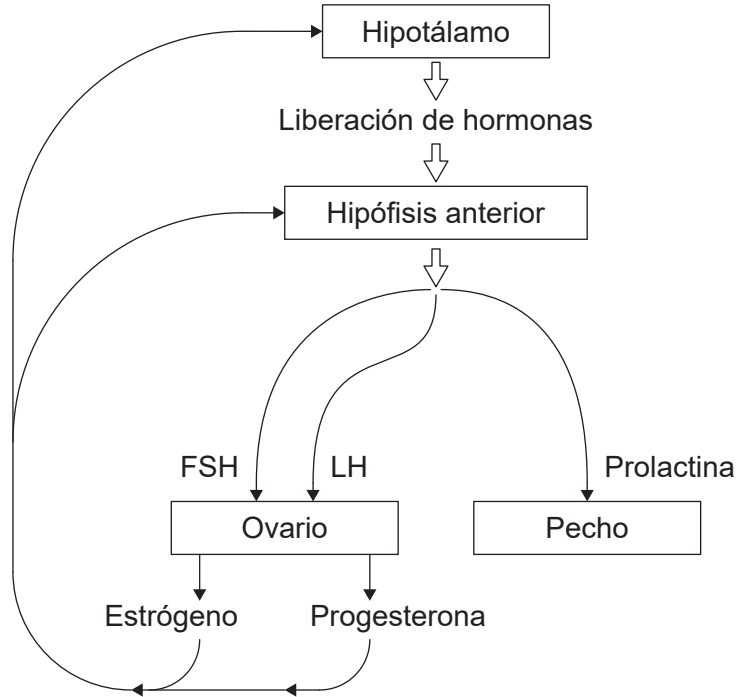 Hipotálamo
Liberación de hormonas
Hipófisis anterior
FSH
LH
Prolactina
Ovario
Pecho
Estrógeno
Progesterona